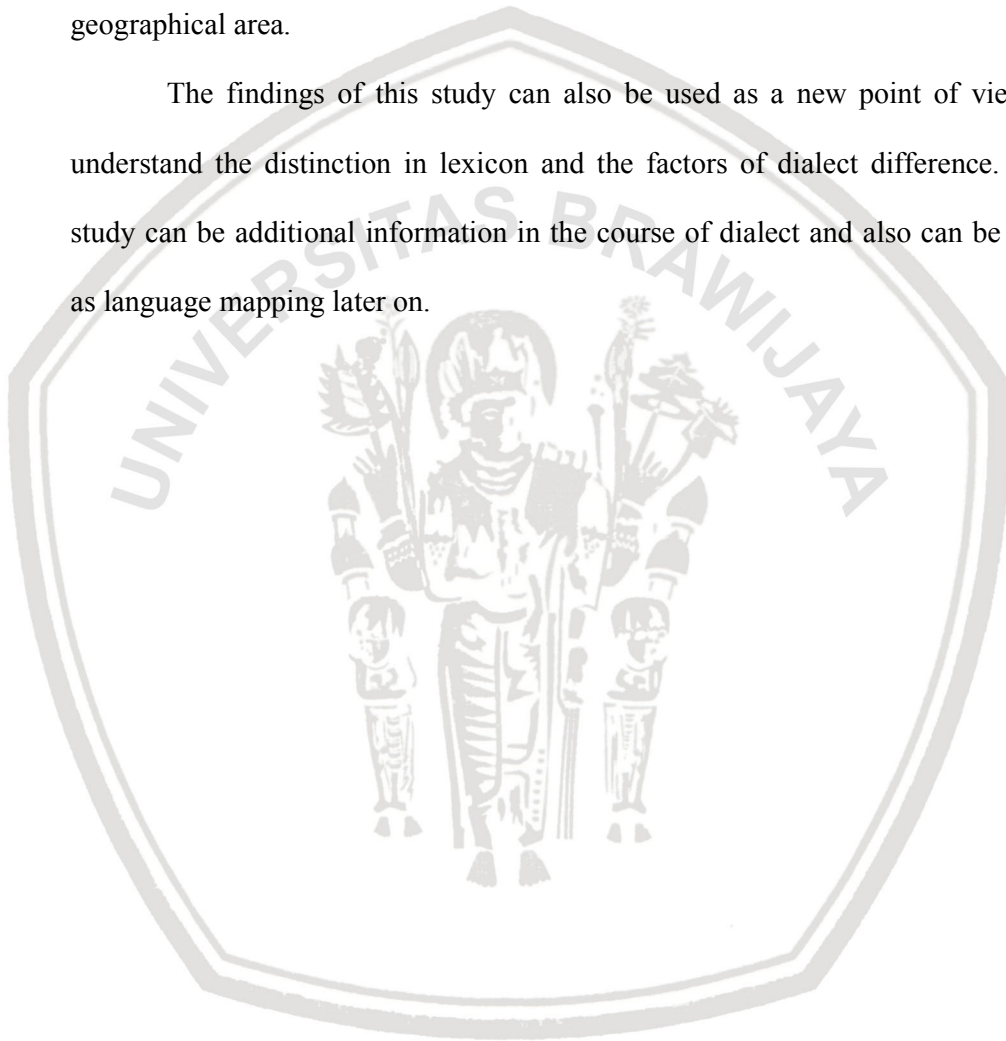 geographical area.
The findings of this study can also be used as a new point of vie
understand the distinction in lexicon and the factors of dialect difference.
study can be additional information in the course of dialect and also can be
as language mapping later on.
UNIVERSITAS BRAWIJAYA